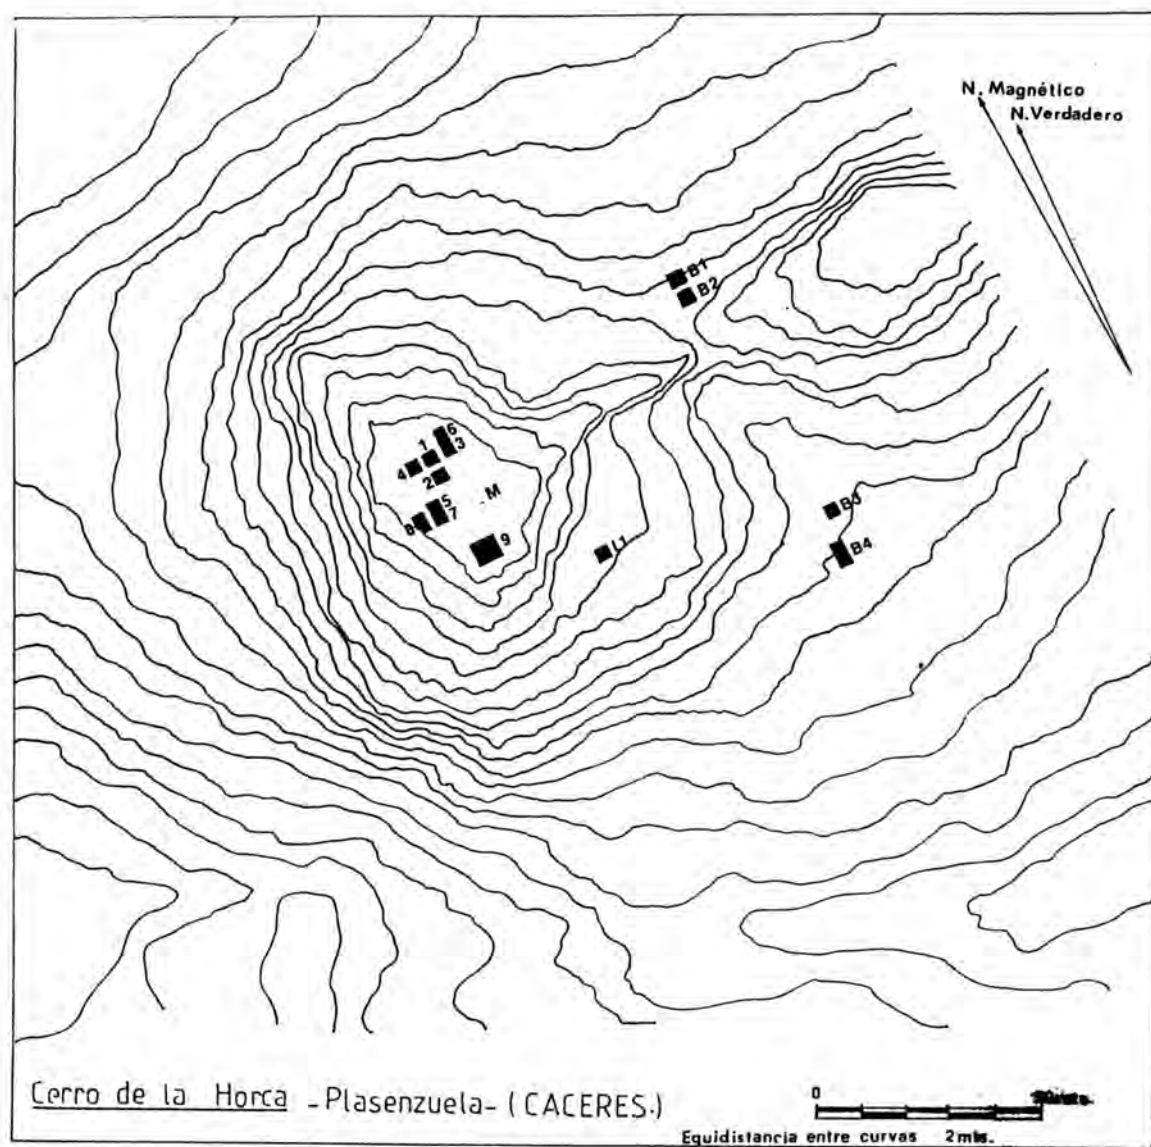 N. Magnético
N. Verdadero
B1
B2
6
1
3
4
2
M
5
8
7
9
L1
B3
B4
Cerro de la Horca -Plasenzuela- (CACERES.)
0
Equidistancia entre curvas 2mts.